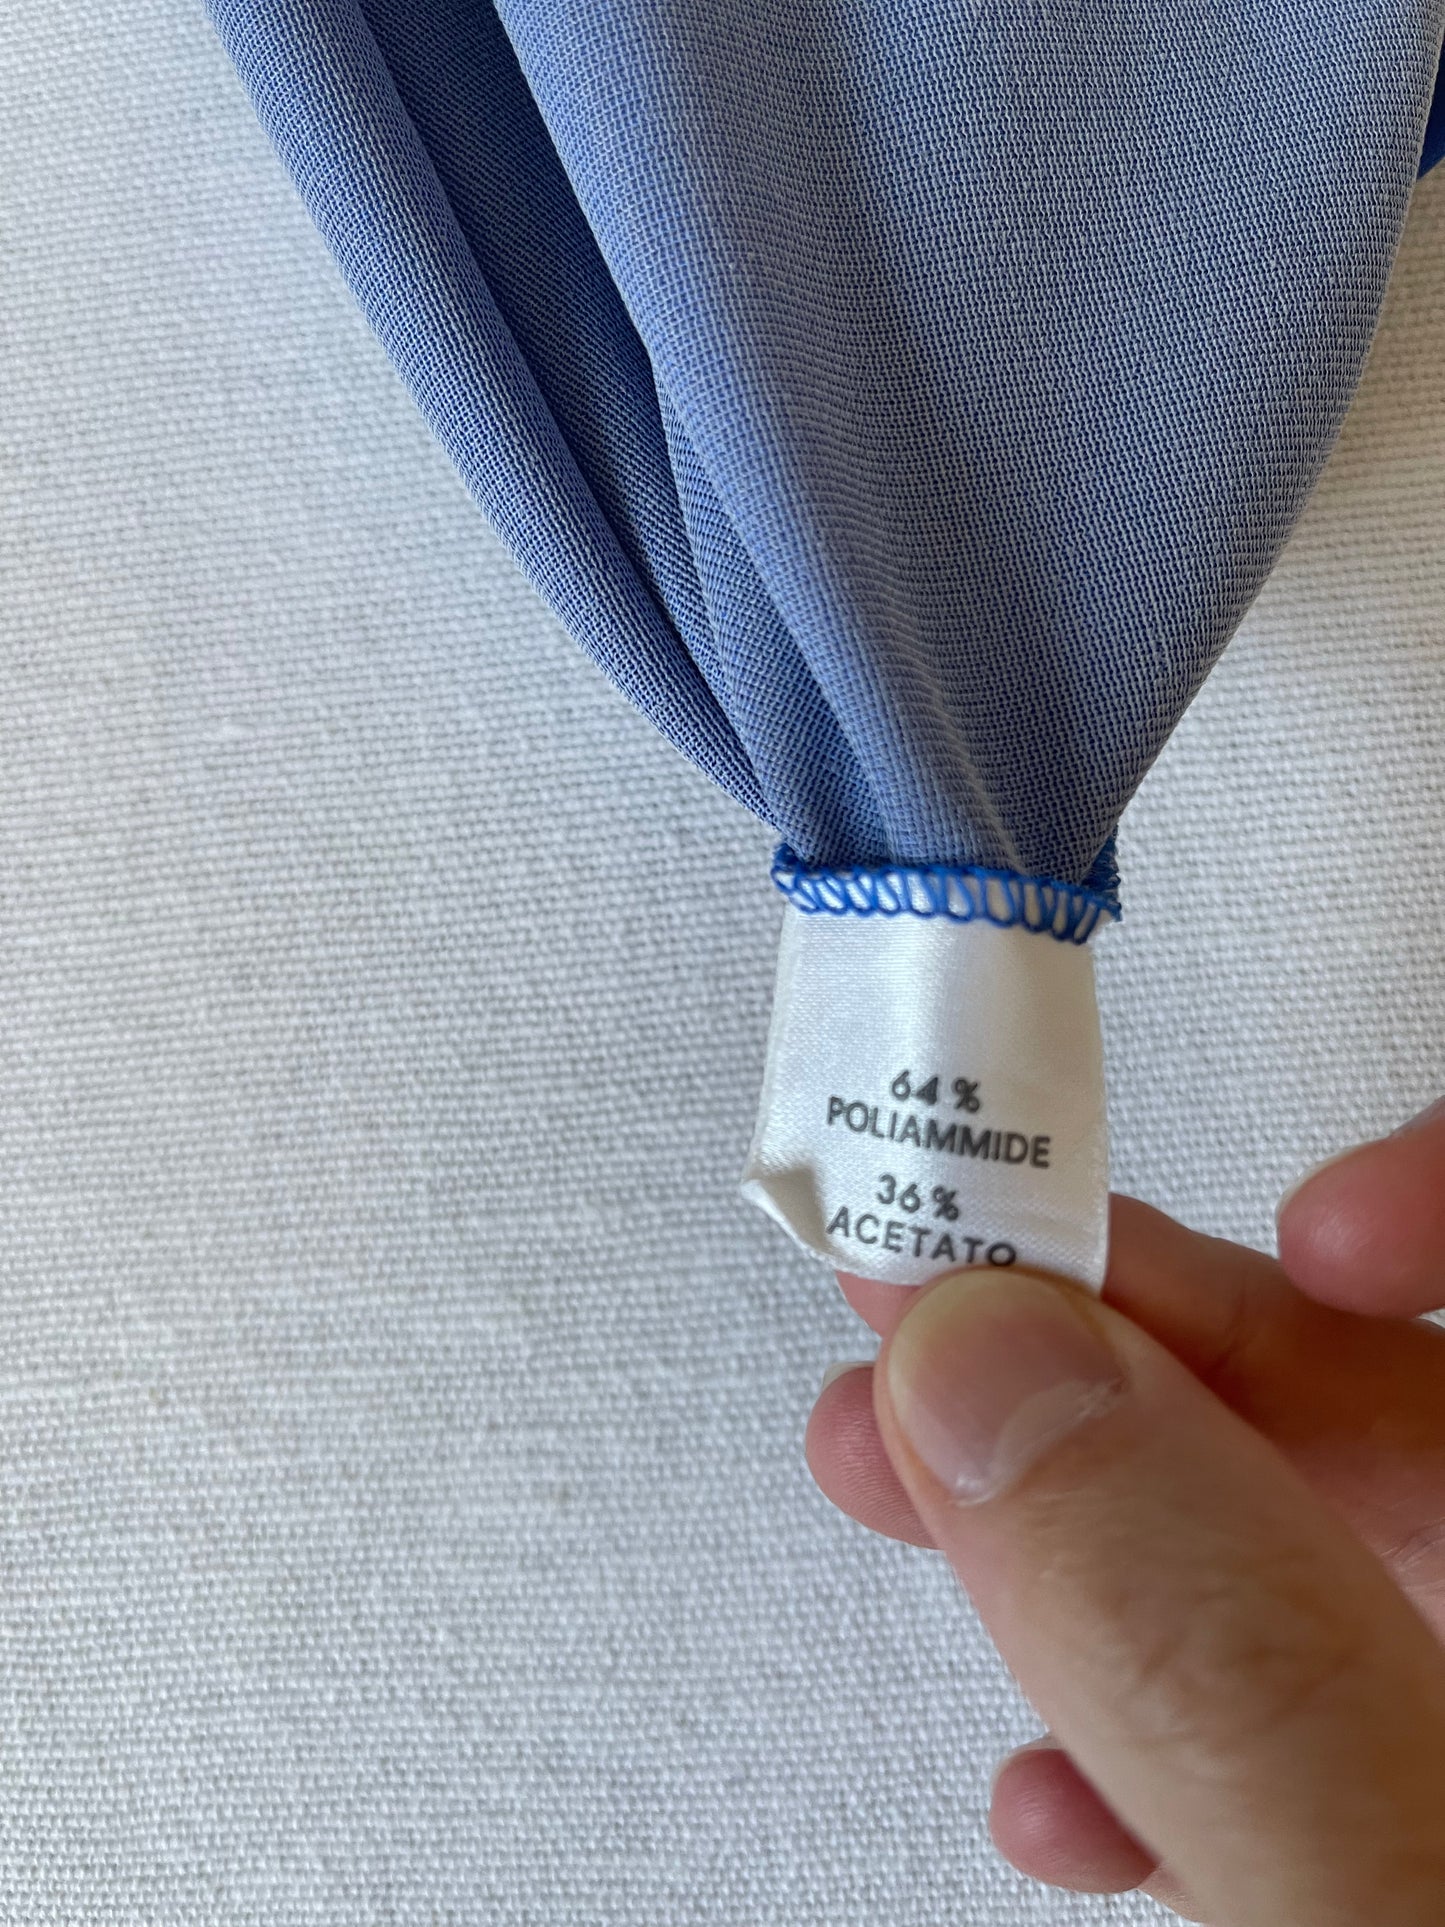 64 %
POLIAMMIDE
36 %
ACETATO